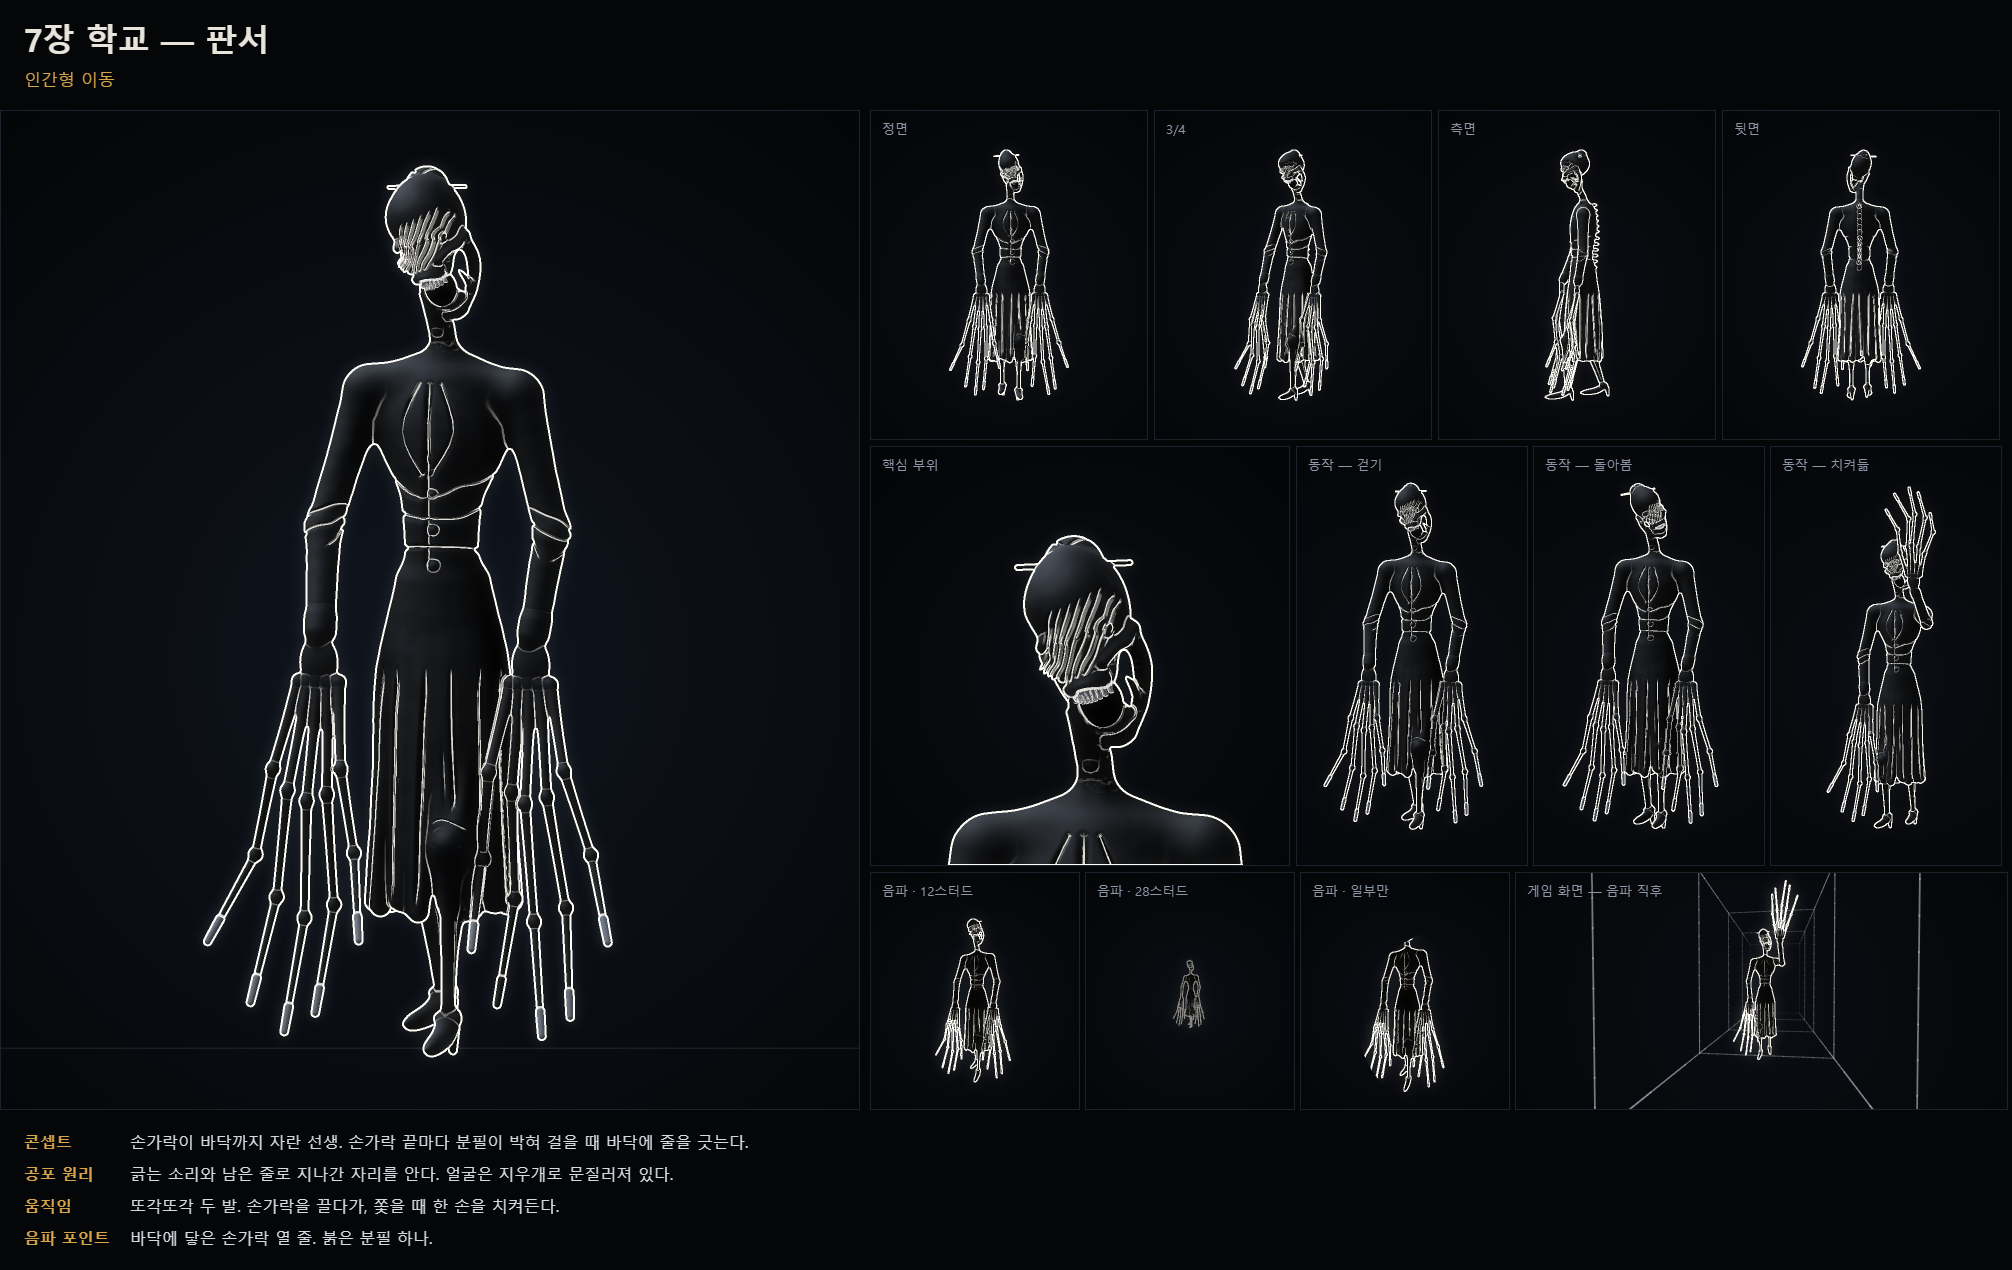 7장 학교 — 판서
인간형 이동
정면
3/4
측면
뒷면
핵심 부위
동작 — 걷기
동작 — 돌아봄
동작 — 치켜듦
음파 · 12스터드
음파 · 28스터드
음파 · 일부만
게임 화면 — 음파 직후
콘셉트 손가락이 바닥까지 자란 선생. 손가락 끝마다 분필이 박혀 걸을 때 바닥에 줄을 긋는다.
공포 원리 긁는 소리와 남은 줄로 지나간 자리를 안다. 얼굴은 지우개로 문질러져 있다.
움직임 또각또각 두 발. 손가락을 끌다가, 쫓을 때 한 손을 치켜든다.
음파 포인트 바닥에 닿은 손가락 열 줄. 붉은 분필 하나.